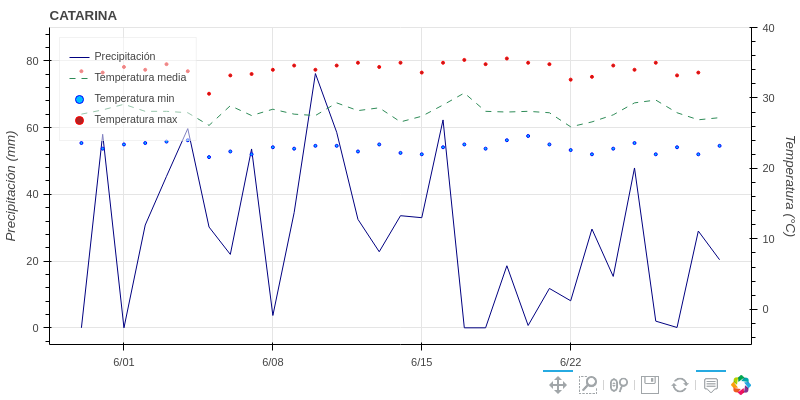 CATARINA
Precipitación
Temperatura media
Temperatura min
Temperatura max
Precipitación (mm)
80
60
40
20
0
40
30
20
10
0
Temperatura (°C)
6/01
6/08
6/15
6/22